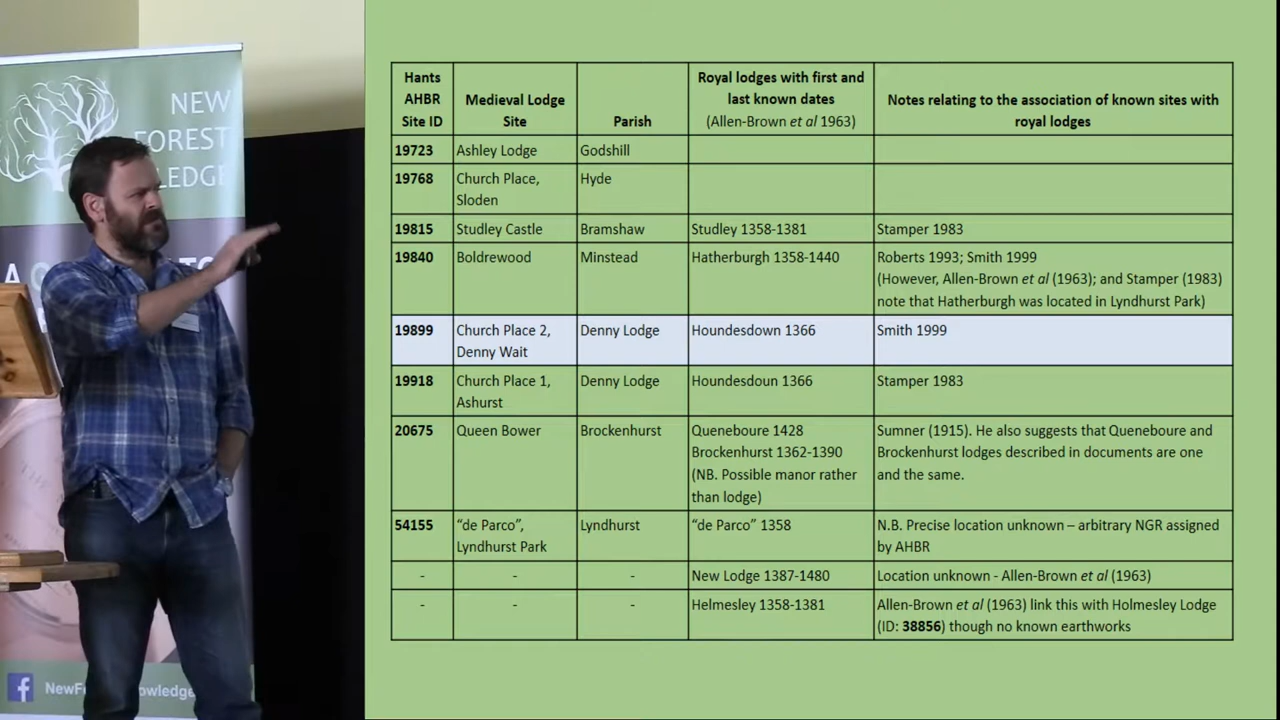 NEW
FOREST
LEDGE
A
NewF
owledge
Hants
AHBR
Site ID
Medieval Lodge
Site
Parish
Royal lodges with first and
last known dates
(Allen-Brown et al 1963)
Notes relating to the association of known sites with
royal lodges
19723 Ashley Lodge Godshill
19768 Church Place, Hyde
Sloden
19815 Studley Castle Bramshaw Studley 1358-1381 Stamper 1983
19840 Boldrewood Minstead Hatherburgh 1358-1440 Roberts 1993; Smith 1999
(However, Allen-Brown et al (1963); and Stamper (1983)
note that Hatherburgh was located in Lyndhurst Park)
19899 Church Place 2, Denny Lodge Houndesdown 1366 Smith 1999
Denny Wait
19918 Church Place 1, Denny Lodge Houndesdoun 1366 Stamper 1983
Ashurst
20675 Queen Bower Brockenhurst Queneboure 1428 Sumner (1915). He also suggests that Queneboure and
Brockenhurst 1362-1390 Brockenhurst lodges described in documents are one
(NB. Possible manor rather and the same.
than lodge)
54155 “de Parco”, Lyndhurst “de Parco” 1358 N.B. Precise location unknown – arbitrary NGR assigned
Lyndhurst Park by AHBR
- - - New Lodge 1387-1480 Location unknown - Allen-Brown et al (1963)
- - - Helmesley 1358-1381 Allen-Brown et al (1963) link this with Holmesley Lodge
(ID: 38856) though no known earthworks